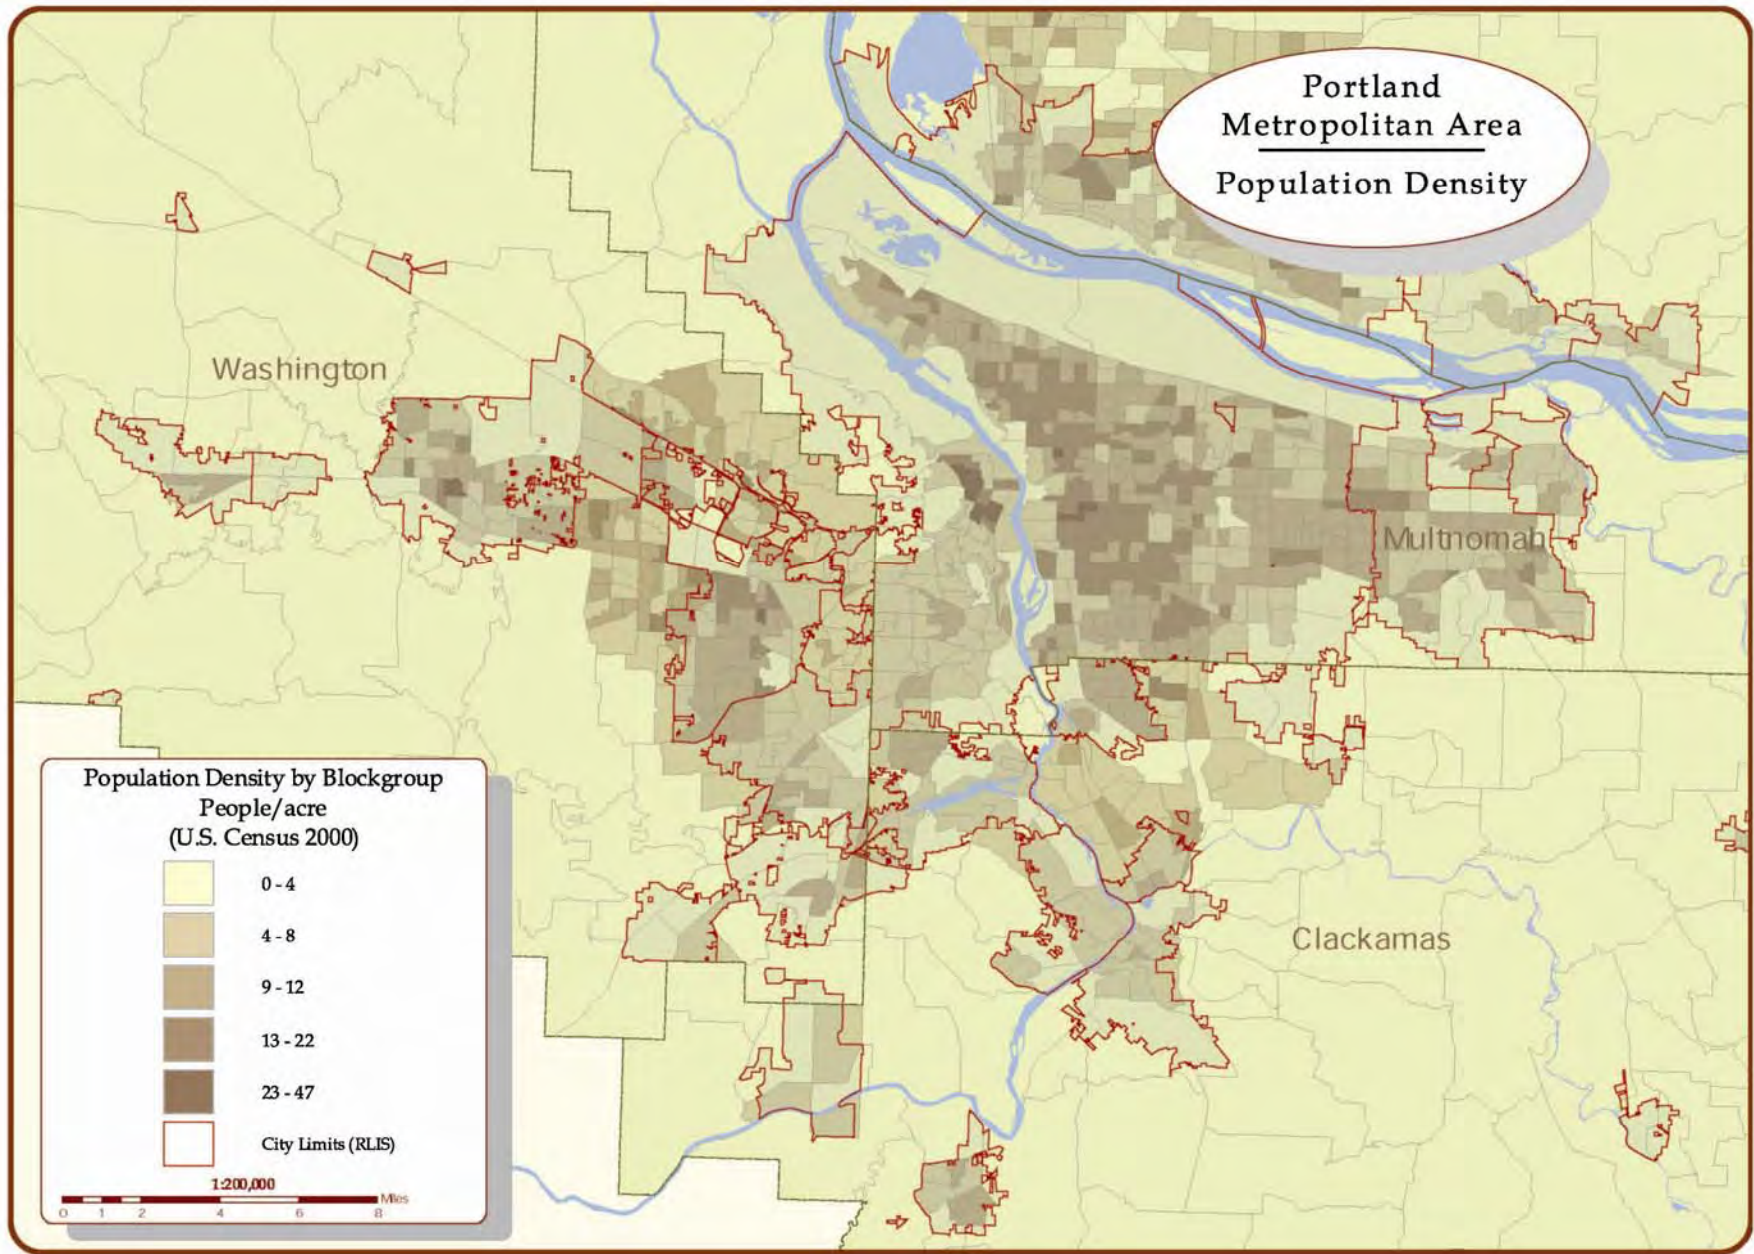 Portland
Metropolitan Area
Population Density
Washington
Multnomah
Clackamas
Population Density by Blockgroup
People/acre
(U.S. Census 2000)
0 - 4
4 - 8
9 - 12
13 - 22
23 - 47
City Limits (RLIS)
1:200,000
Miles
0 1 2 4 6 8